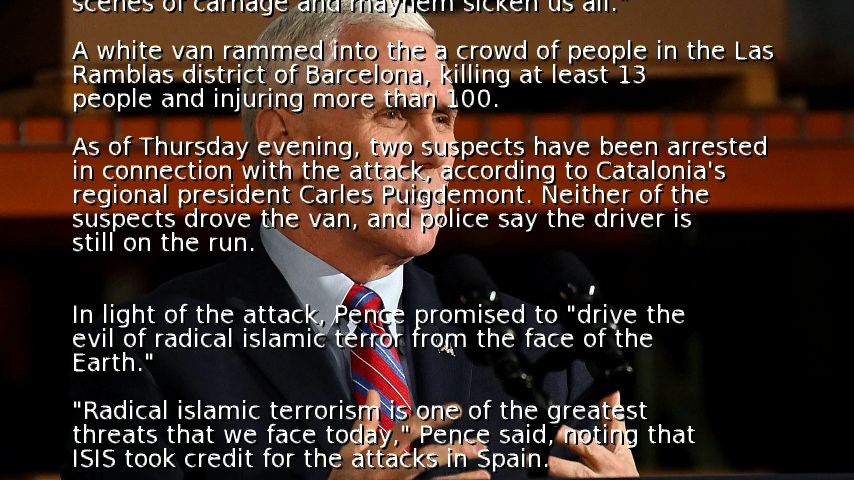 scenes of carnage and mayhem sicken us all."
A white van rammed into the a crowd of people in the Las
Ramblas district of Barcelona, killing at least 13
people and injuring more than 100.
As of Thursday evening, two suspects have been arrested
in connection with the attack, according to Catalonia's
regional president Carles Puigdemont. Neither of the
suspects drove the van, and police say the driver is
still on the run.
In light of the attack, Pence promised to "drive the
evil of radical islamic terror from the face of the
Earth."
"Radical islamic terrorism is one of the greatest
threats that we face today," Pence said, noting that
ISIS took credit for the attacks in Spain.